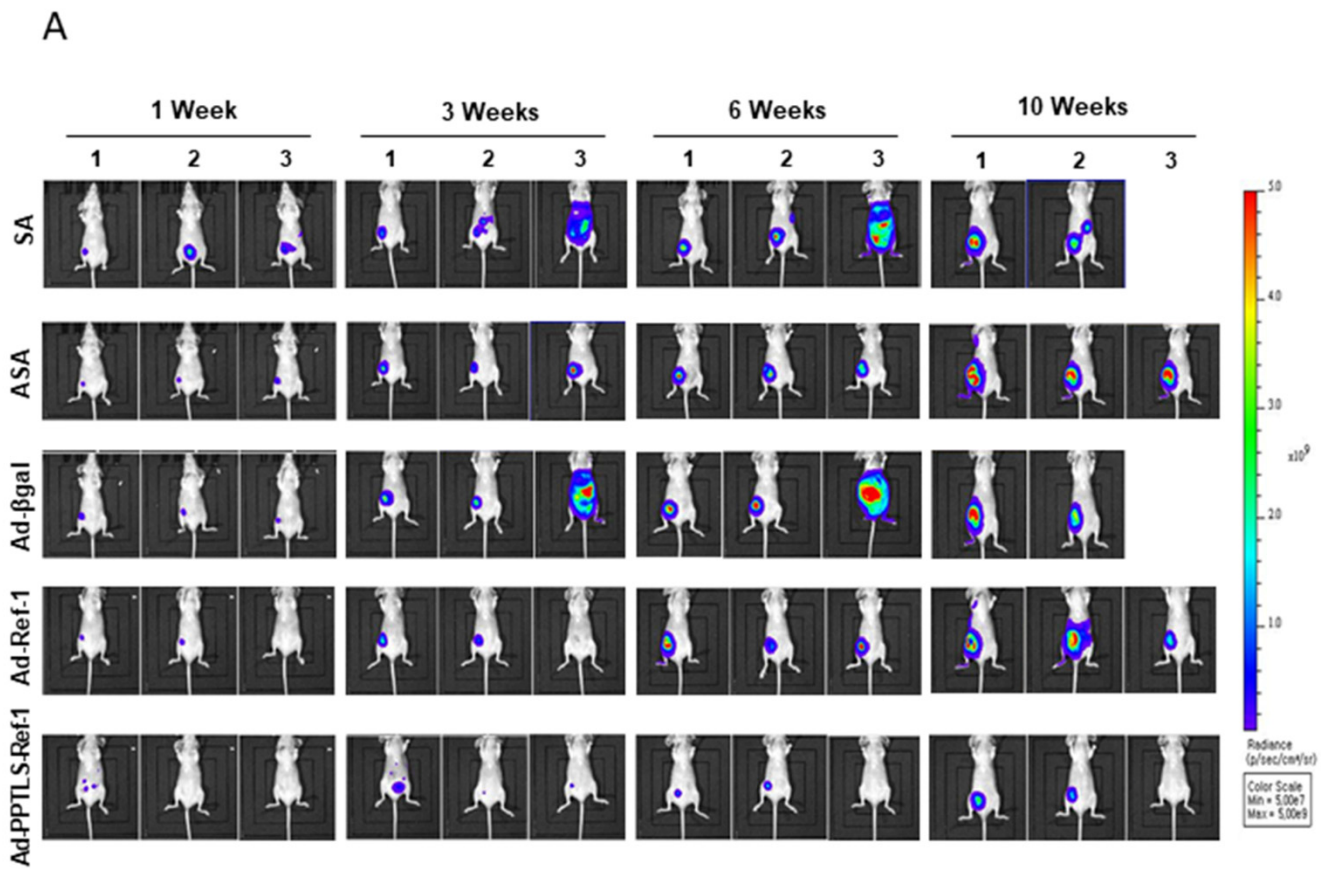 A
1 Week 3 Weeks 6 Weeks 10 Weeks
1 2 3 1 2 3 1 2 3 1 2 3
SA
ASA
Ad-βgal
Ad-Ref-1
Ad-PPTLS-Ref-1
5.0
4.0
3.0
x10⁹
2.0
1.0
Radiance
(p/sec/cm²/sr)
Color Scale
Min = 5.00e7
Max = 5.00e9